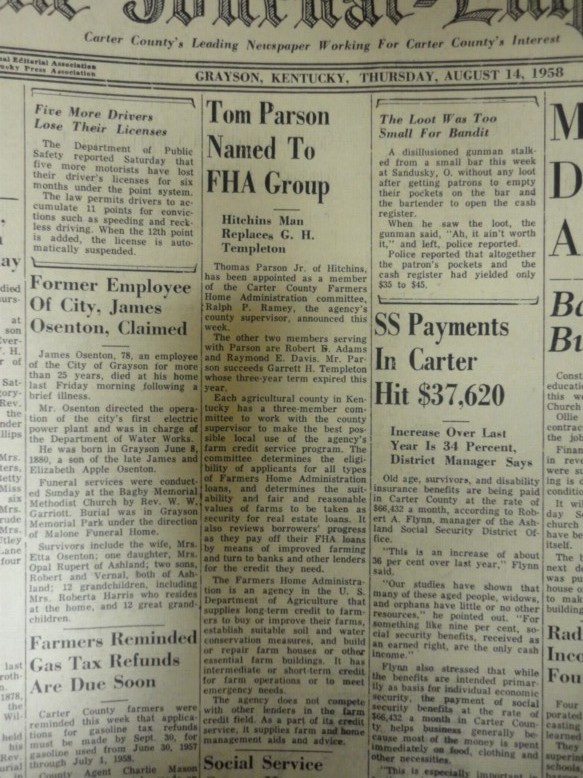 Carter County's Leading Newspaper Working For Carter County's Interest
GRAYSON, KENTUCKY, THURSDAY, AUGUST 14, 1958
Five More Drivers
Lose Their Licenses
The Department of Public
Safety reported Saturday that
five more motorists have lost
their driver's licenses for six
months under the point system.
The law permits drivers to ac-
cumulate 11 points for convic-
tions such as speeding and reck-
less driving. When the 12th point
is added, the license is auto-
matically suspended.
Former Employee
Of City, James
Osenton, Claimed
James Osenton, 78, an employee
of the City of Grayson for more
than 25 years, died at his home
last Friday morning following a
brief illness.
Mr. Osenton directed the opera-
tion of the city's first electric
power plant and was in charge of
the Department of Water Works.
He was born in Grayson June 8,
1880, a son of the late James and
Elizabeth Apple Osenton.
Funeral services were conduct-
ed Sunday at the Bagby Memorial
Methodist Church by Rev. W. W.
Garriott. Burial was in Grayson
Memorial Park under the direction
of Malone Funeral Home.
Survivors include the wife, Mrs.
Etta Osenton; one daughter, Mrs.
Opal Rupert of Ashland; two sons,
Robert and Vernal, both of Ash-
land; 12 grandchildren, including
Mrs. Roberta Harris who resides
at the home, and 12 great grand-
children.
Farmers Reminded
Gas Tax Refunds
Are Due Soon
Carter County farmers were
reminded this week that applica-
tions for gasoline tax refunds
must be made by Sept. 30, for
gasoline used from June 30, 1957
through July 1, 1958.
County Agent Charlie Mason
Tom Parson
Named To
FHA Group
Hitchins Man
Replaces G. H.
Templeton
Thomas Parson Jr. of Hitchins,
has been appointed as a member
of the Carter County Farmers
Home Administration committee,
Ralph P. Ramey, the agency's
county supervisor, announced this
week.
The other two members serving
with Parson are Robert N. Adams
and Raymond E. Davis. Mr. Par-
son succeeds Garrett H. Templeton
whose three-year term expired this
year.
Each agricultural county in Ken-
tucky has a three-member com-
mittee to work with the county
supervisor to make the best pos-
sible local use of the agency's
farm credit service program. The
committee determines the eligi-
bility of applicants for all types
of Farmers Home Administration
loans, and determines the suit-
ability and fair and reasonable
values of farms to be taken as
security for real estate loans. It
also reviews borrowers' progress
as they pay off their FHA loans
by means of improved farming
and turn to banks and other lenders
for the credit they need.
The Farmers Home Administra-
tion is an agency in the U. S.
Department of Agriculture that
supplies long-term credit to farm-
ers to buy or improve their farms,
establish suitable soil and water
conservation measures, and build
or repair farm houses or other
essential farm buildings. It has
intermediate or short-term credit
for farm operations or to meet
emergency needs.
The agency does not compete
with other lenders in the farm
credit field. As a part of its credit
service, it supplies farm and home
management aids and advice.
Social Service
The Loot Was Too
Small For Bandit
A disillusioned gunman stalk-
ed from a small bar this week
at Sandusky, O. without any loot
after getting patrons to empty
their pockets on the bar and
the bartender to open the cash
register.
When he saw the loot, the
gunman said, "Ah, it ain't worth
it," and left, police reported.
Police reported that altogether
the patron's pockets and the
cash register had yielded only
$35 to $45.
SS Payments
In Carter
Hit $37,620
Increase Over Last
Year Is 34 Percent,
District Manager Says
Old age, survivors, and disability
insurance benefits are being paid
in Carter County at the rate of
$66,432 a month, according to Rob-
ert A. Flynn, manager of the Ash-
land Social Security District Of-
fice.
"This is an increase of about
36 per cent over last year," Flynn
said.
"Our studies have shown that
many of these aged people, widows,
and orphans have little or no other
resources," he pointed out. "For
something like nine per cent, so-
cial security benefits, received as
an earned right, are the only cash
income."
Flynn also stressed that while
the benefits are intended primar-
ily as basis for individual economic
security, the payment of social
security benefits at the rate of
$66,432 a month in Carter Coun-
ty, helps business generally be-
cause most of the money is spent
immediately on food, clothing and
other necessities.
"This is especially